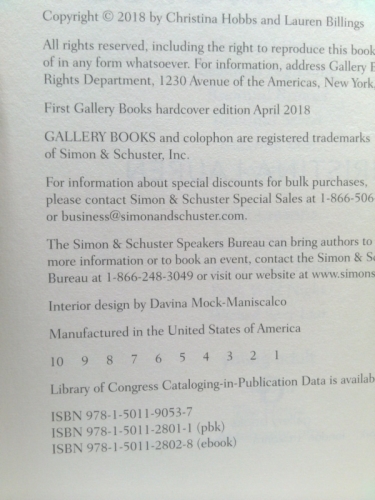 Copyright © 2018 by Christina Hobbs and Lauren Billings
All rights reserved, including the right to reproduce this book
of in any form whatsoever. For information, address Gallery
Rights Department, 1230 Avenue of the Americas, New York,
First Gallery Books hardcover edition April 2018
GALLERY BOOKS and colophon are registered trademarks
of Simon & Schuster, Inc.
For information about special discounts for bulk purchases,
please contact Simon & Schuster Special Sales at 1-866-506
or business@simonandschuster.com.
The Simon & Schuster Speakers Bureau can bring authors to
more information or to book an event, contact the Simon & Sc
Bureau at 1-866-248-3049 or visit our website at www.simons
Interior design by Davina Mock-Maniscalco
Manufactured in the United States of America
10 9 8 7 6 5 4 3 2 1
Library of Congress Cataloging-in-Publication Data is availab
ISBN 978-1-5011-9053-7
ISBN 978-1-5011-2801-1 (pbk)
ISBN 978-1-5011-2802-8 (ebook)